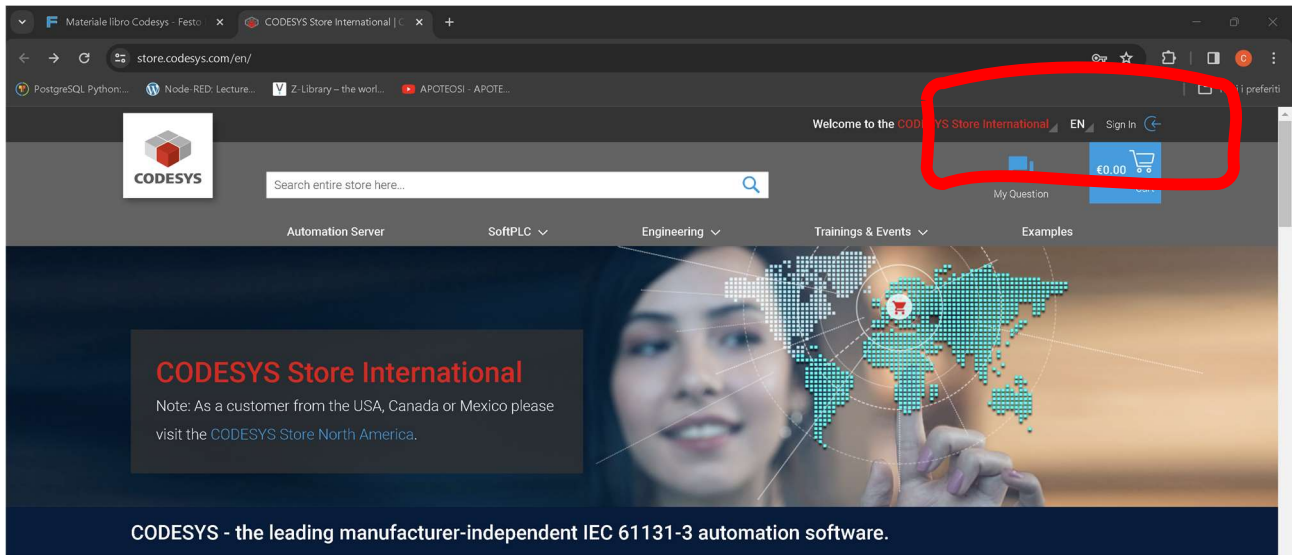 Materiale libro Codesys - Festo
CODESYS Store International | C
store.codesys.com/en/
C
PostgreSQL Python:...
Node-RED: Lecture...
Z-Library – the worl...
APOTEOSI - APOTE...
i preferiti
Welcome to the CODESYS Store International
EN
Sign In
CODESYS
Search entire store here...
My Question
€0.00
Cart
Automation Server
SoftPLC
Engineering
Trainings & Events
Examples
CODESYS Store International
Note: As a customer from the USA, Canada or Mexico please
visit the CODESYS Store North America.
CODESYS - the leading manufacturer-independent IEC 61131-3 automation software.